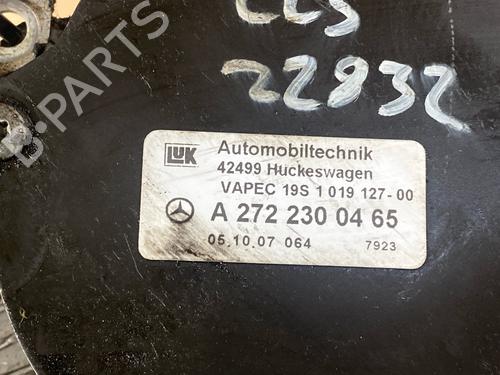 CLS
22832
LUK Automobiltechnik
42499 Huckeswagen
VAPEC 19S 1 019 127-00
A 272 230 04 65
05.10.07 064 7923
B-PARTS